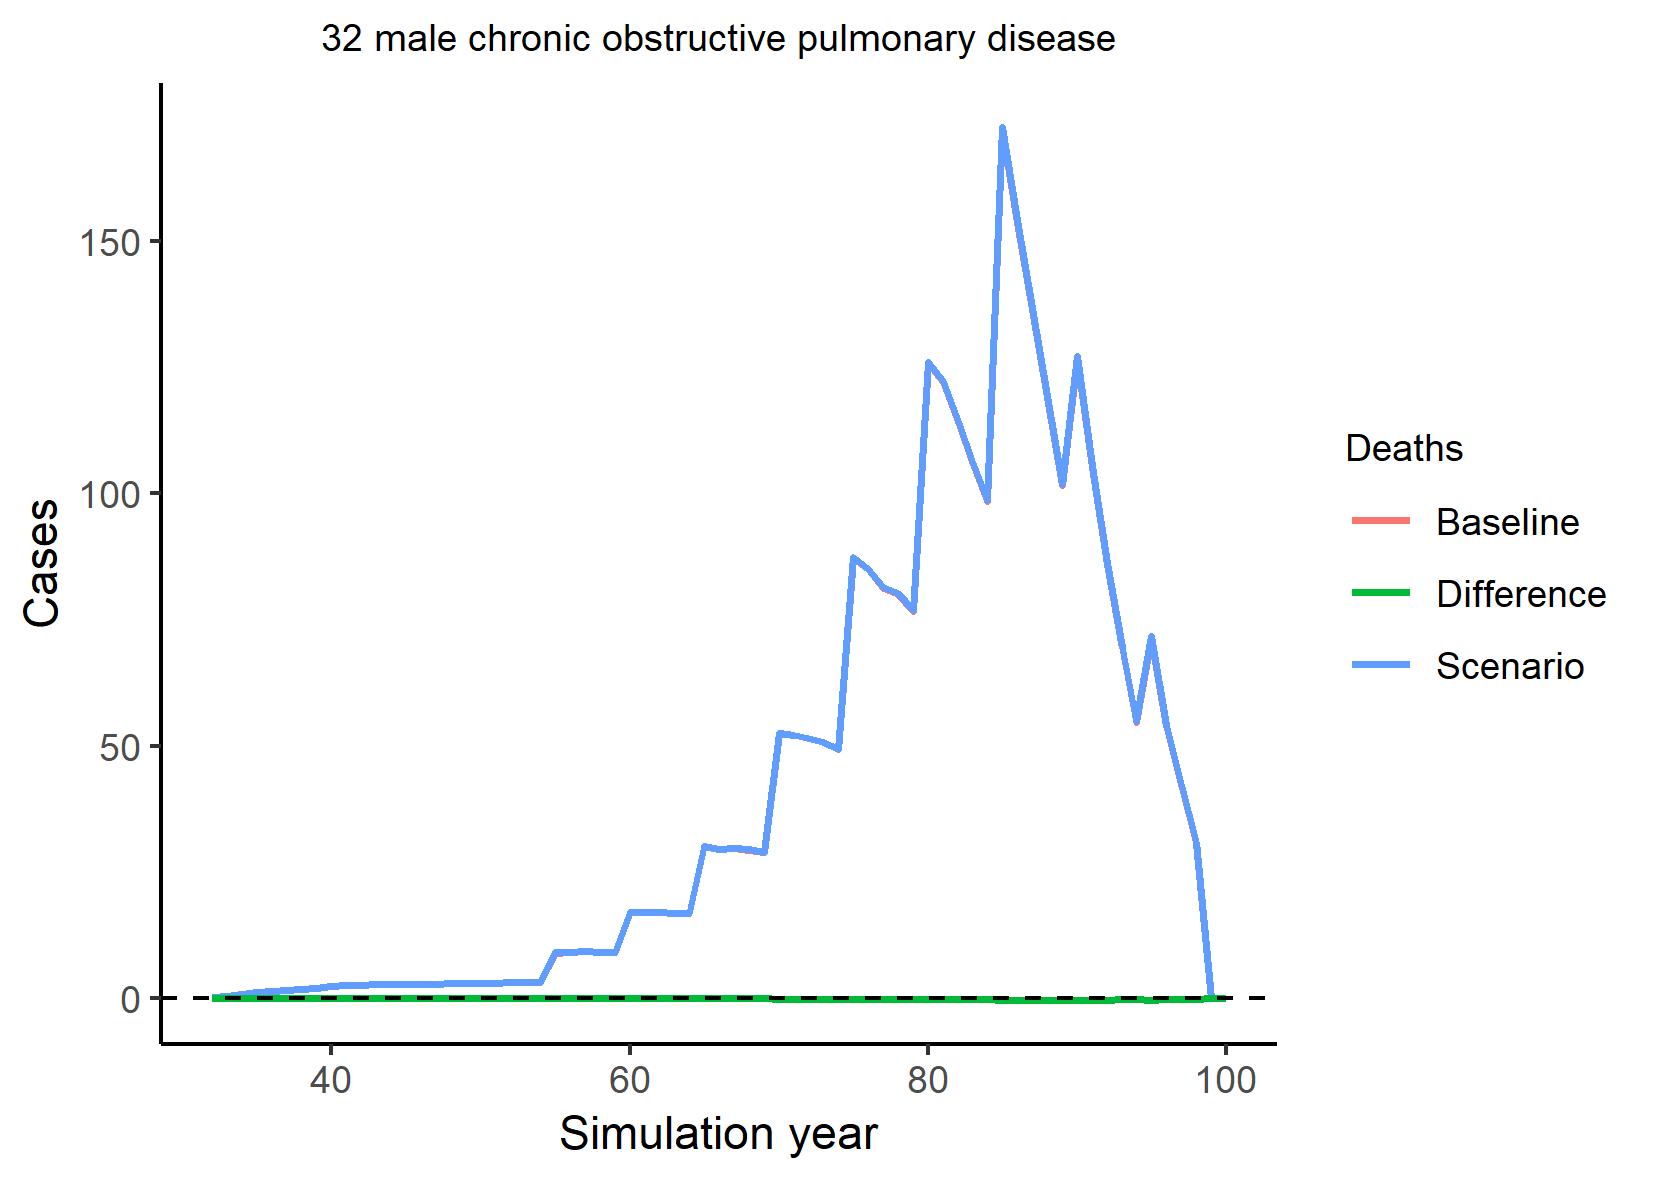 32 male chronic obstructive pulmonary disease
Cases
150
100
50
0
40 60 80 100
Simulation year
Deaths
Baseline
Difference
Scenario